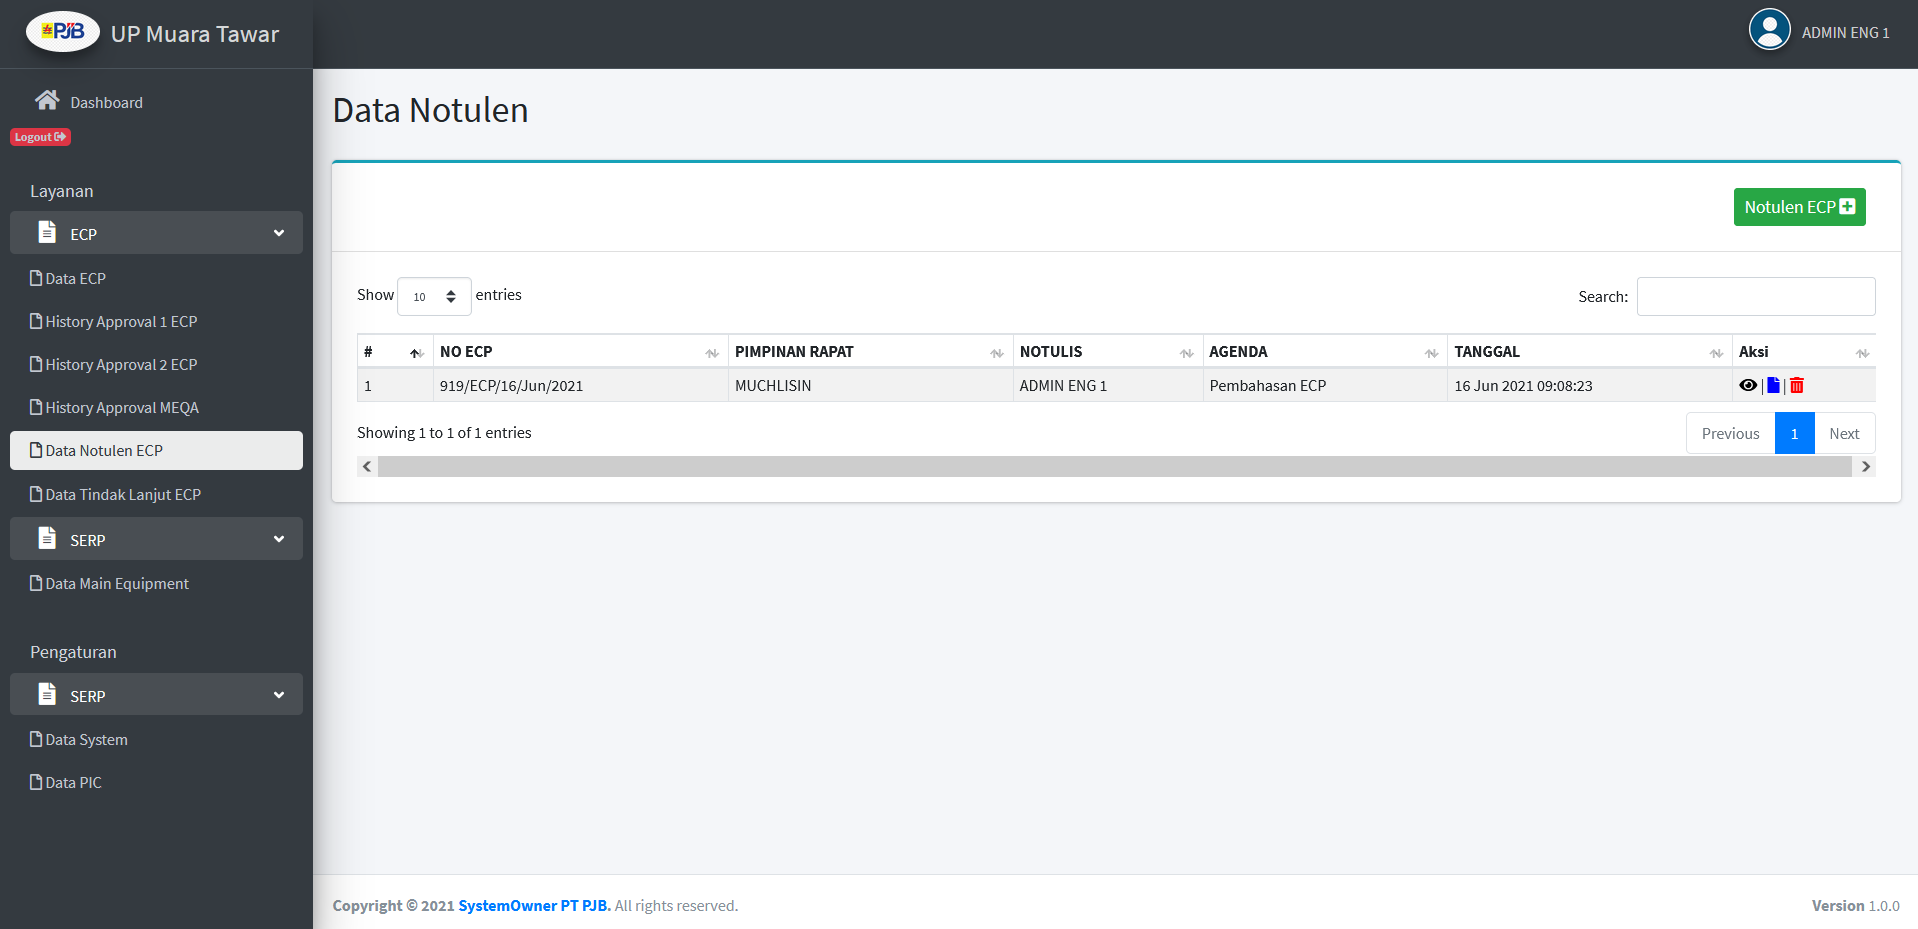 PJB UP Muara Tawar
ADMIN ENG 1
Dashboard
Logout
Layanan
ECP
Data ECP
History Approval 1 ECP
History Approval 2 ECP
History Approval MEQA
Data Notulen ECP
Data Tindak Lanjut ECP
SERP
Data Main Equipment
Pengaturan
SERP
Data System
Data PIC
Data Notulen
Notulen ECP
Show 10 entries
Search:
# NO ECP PIMPINAN RAPAT NOTULIS AGENDA TANGGAL Aksi
1 919/ECP/16/Jun/2021 MUCHLISIN ADMIN ENG 1 Pembahasan ECP 16 Jun 2021 09:08:23 | |
Showing 1 to 1 of 1 entries
Previous 1 Next
Copyright © 2021 SystemOwner PT PJB. All rights reserved.
Version 1.0.0